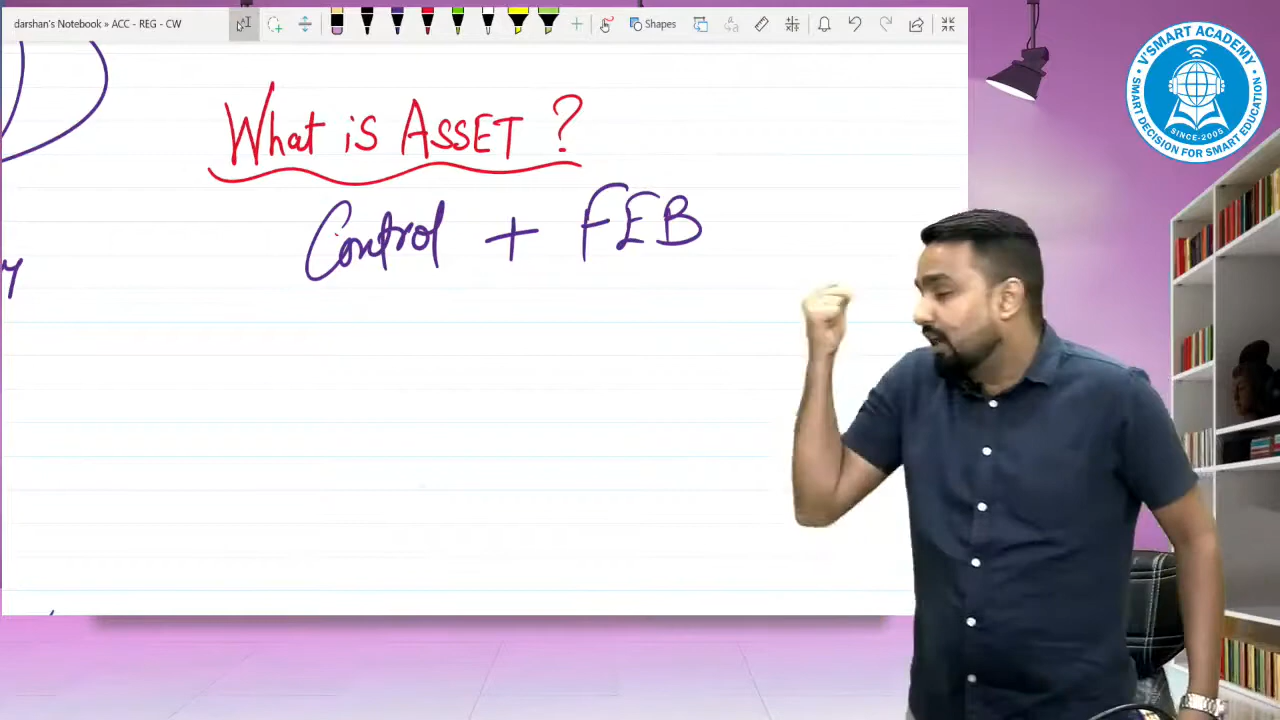 darshan's Notebook » ACC - REG - CW
Shapes
V'SMART ACADEMY
SMART DECISION FOR SMART EDUCATION
SINCE-2005
What is ASSET ?
Control + FEB